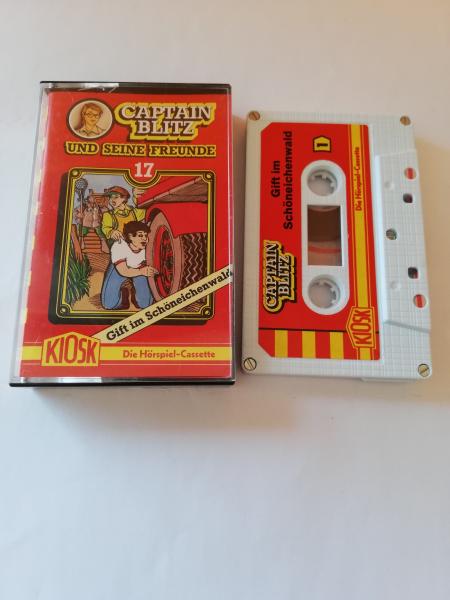 CAPTAIN
BLITZ
UND SEINE FREUNDE
17
Gift im Schöneichenwald
KIOSK
Die Hörspiel-Cassette
CAPTAIN
BLITZ
Gift im
Schöneichenwald
1
KIOSK
Die Hörspiel-Cassette